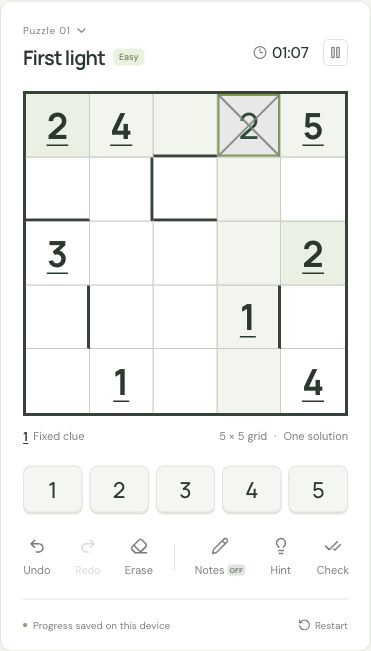 Puzzle 01
First light Easy 01:07
2 4 2 5
3 2
1
1 4
1 Fixed clue 5 × 5 grid · One solution
1 2 3 4 5
Undo Redo Erase Notes OFF Hint Check
Progress saved on this device Restart